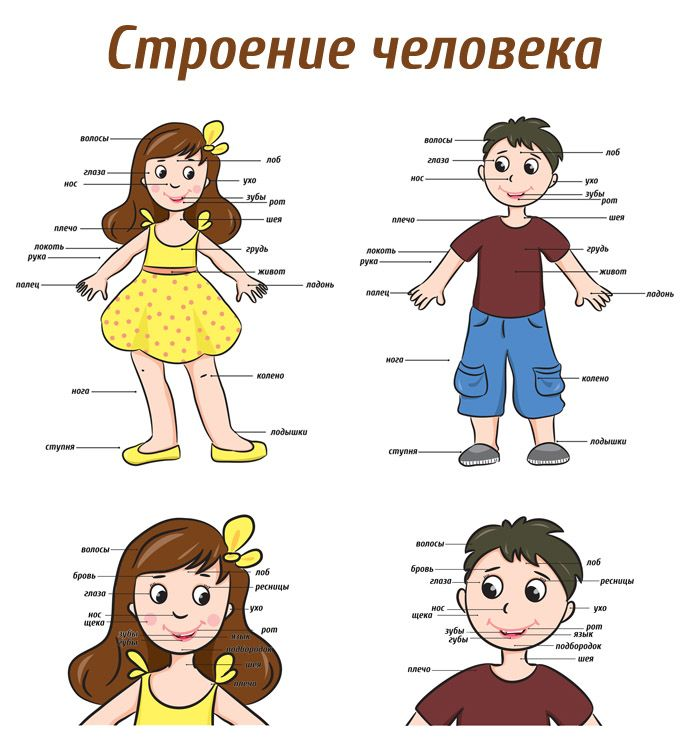 Строение человека
волосы
лоб
глаза
нос
ухо
зубы
рот
плечо
шея
локоть
грудь
рука
живот
палец
ладонь
колено
нога
лодышки
ступня
волосы
лоб
глаза
нос
ухо
зубы
рот
плечо
шея
локоть
грудь
рука
живот
палец
ладонь
нога
колено
лодышки
ступня
волосы
бровь
лоб
ресницы
глаза
нос
ухо
щека
рот
зубы
язык
губы
подбородок
шея
плечо
волосы
лоб
бровь
глаза
ресницы
нос
ухо
щека
рот
зубы
язык
губы
подбородок
шея
плечо